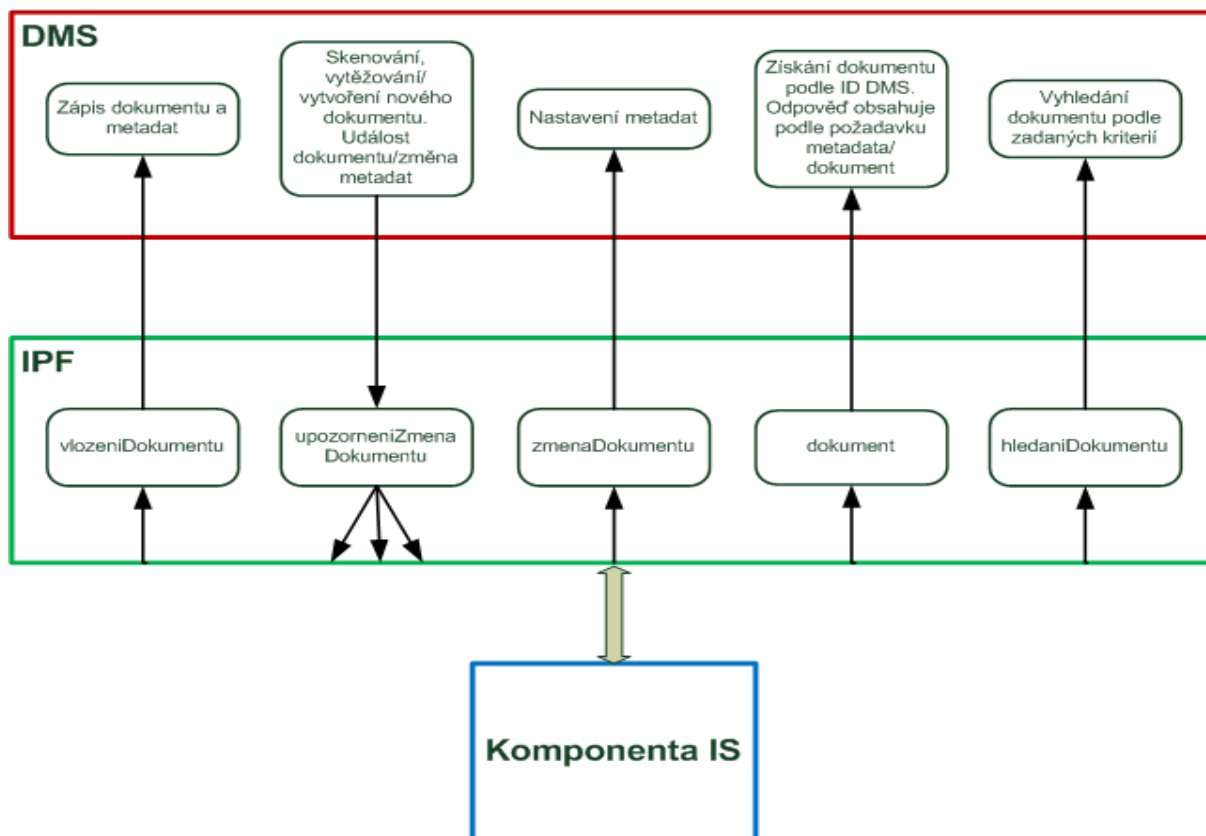 DMS
Zápis dokumentu a
metadat
Skenování,
vytěžování/
vytvoření nového
dokumentu.
Událost
dokumentu/změna
metadat
Nastavení metadat
Získání dokumentu
podle ID DMS.
Odpověď obsahuje
podle požadavku
metadata/
dokument
Vyhledání
dokumentu podle
zadaných kriterií
IPF
vlozeniDokumentu
upozorneniZmena
Dokumentu
zmenaDokumentu
dokument
hledaniDokumentu
Komponenta IS